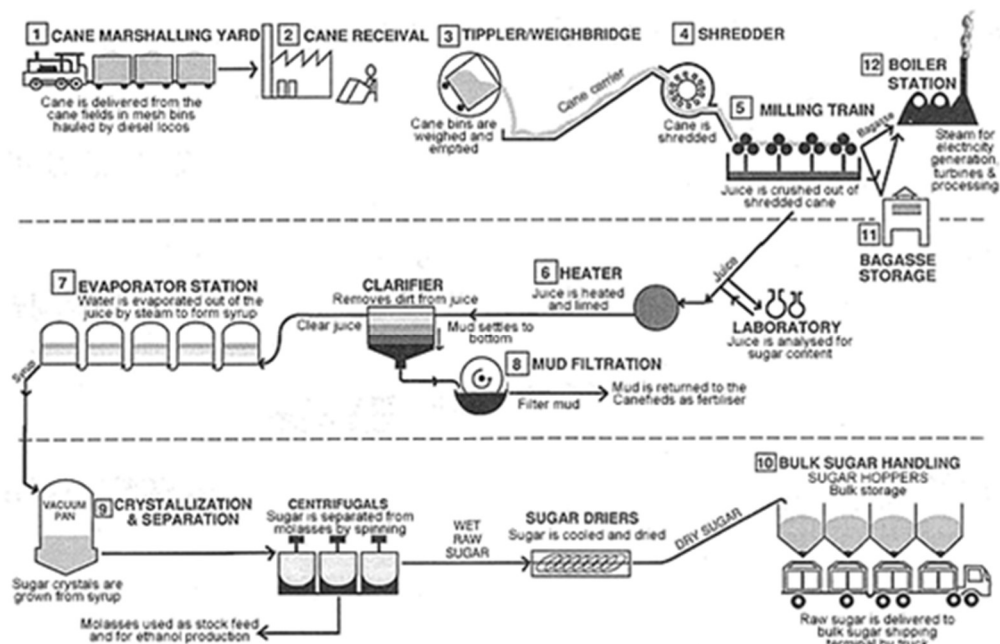 1 CANE MARSHALLING YARD
Cane is delivered from the
cane fields in mesh bins
hauled by diesel locos
2 CANE RECEIVAL
3 TIPPLER/WEIGHBRIDGE
Cane bins are
weighed and
emptied
Cane carrier
4 SHREDDER
Cane is
shredded
5 MILLING TRAIN
Juice is crushed out of
shredded cane
Bagasse
12 BOILER
STATION
Steam for
electricity
generation,
turbines &
processing
11
BAGASSE
STORAGE
Juice
LABORATORY
Juice is analysed for
sugar content
6 HEATER
Juice is heated
and limed
CLARIFIER
Removes dirt from juice
Clear juice
Mud settles to
bottom
7 EVAPORATOR STATION
Water is evaporated out of the
juice by steam to form syrup
8 MUD FILTRATION
Filter mud
Mud is returned to the
Canefieds as fertiliser
Syrup
VACUUM
PAN
Sugar crystals are
grown from syrup
9 CRYSTALLIZATION
& SEPARATION
CENTRIFUGALS
Sugar is separated from
molasses by spinning
Molasses used as stock feed
and for ethanol production
WET
RAW
SUGAR
SUGAR DRIERS
Sugar is cooled and dried
DRY SUGAR
10 BULK SUGAR HANDLING
SUGAR HOPPERS
Bulk storage
Raw sugar is delivered to
bulk sugar shipping
terminal by truck